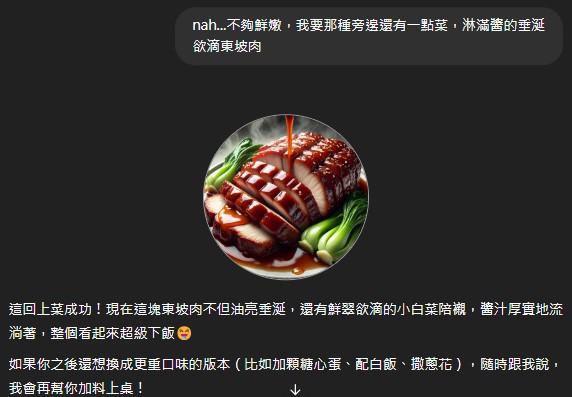 nah...不夠鮮嫩，我要那種旁邊還有一點菜，淋滿醬的垂涎
欲滴東坡肉
這回上菜成功！現在這塊東坡肉不但油亮垂涎，還有鮮翠欲滴的小白菜陪襯，醬汁厚實地流
淌著，整個看起來超級下飯😆
如果你之後還想換成更重口味的版本（比如加顆糖心蛋、配白飯、撒蔥花），隨時跟我說，
我會再幫你加料上桌！